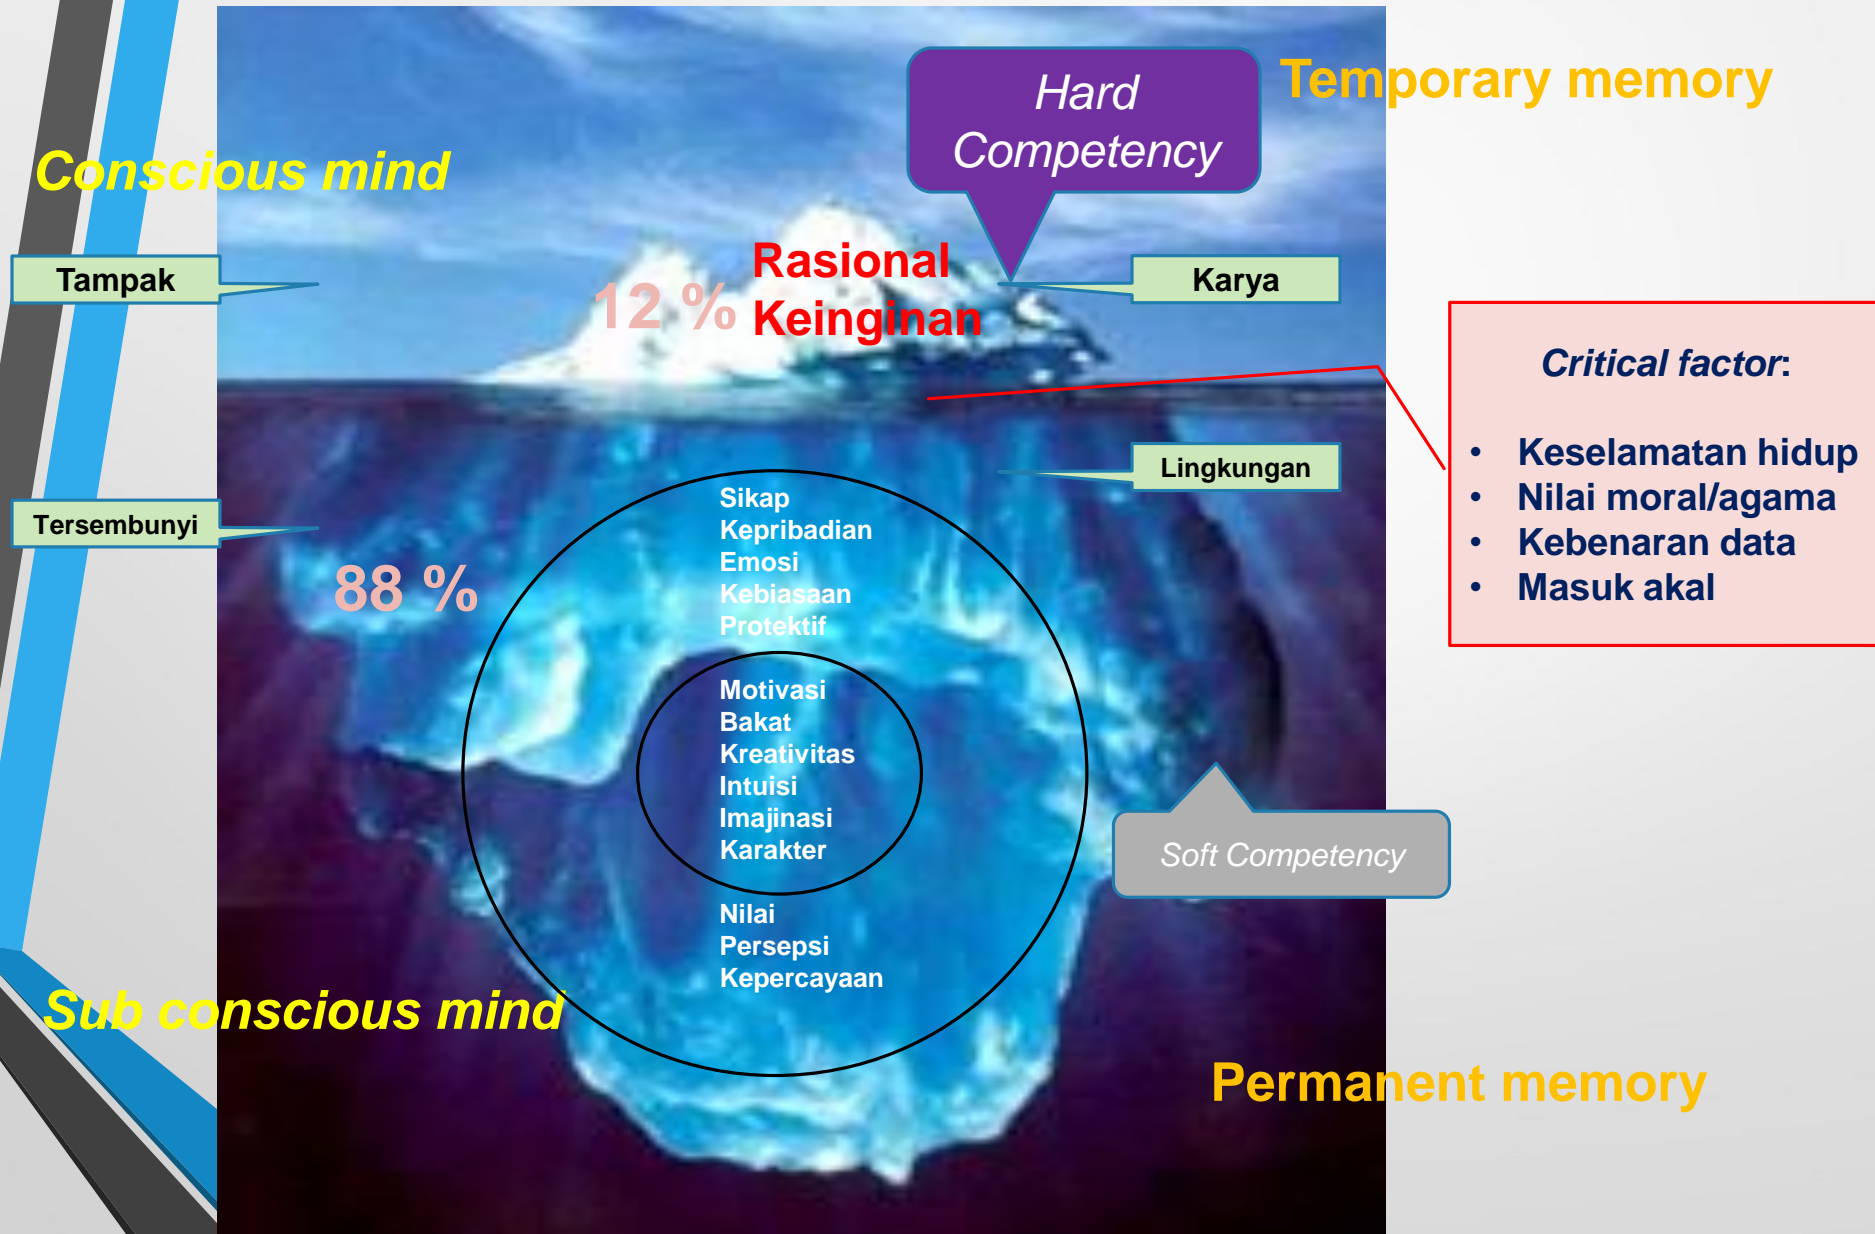 Hard
Competency
Temporary memory
Conscious mind
Tampak
12 %
Rasional
Keinginan
Karya
Critical factor:
• Keselamatan hidup
• Nilai moral/agama
• Kebenaran data
• Masuk akal
Lingkungan
Tersembunyi
88 %
Sikap
Kepribadian
Emosi
Kebiasaan
Protektif
Motivasi
Bakat
Kreativitas
Intuisi
Imajinasi
Karakter
Nilai
Persepsi
Kepercayaan
Soft Competency
Sub conscious mind
Permanent memory